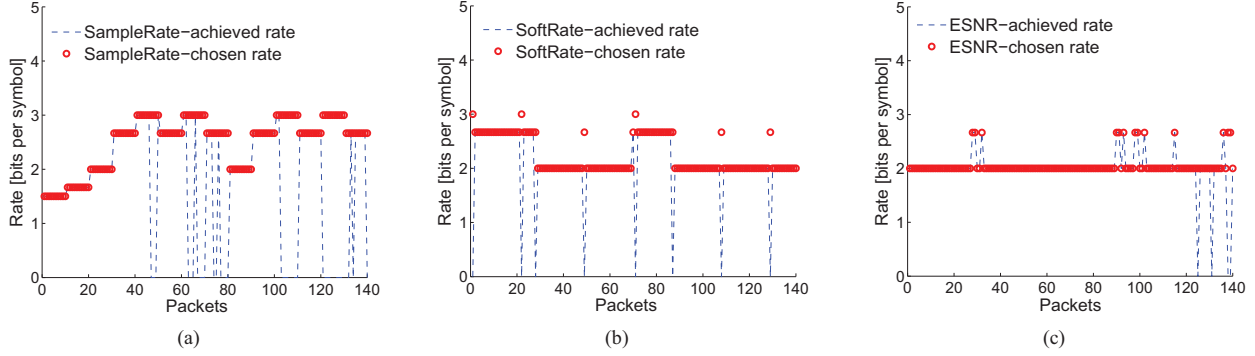 5
4
3
2
1
0
Rate [bits per symbol]
SampleRate−achieved rate
SampleRate−chosen rate
0 20 40 60 80 100 120 140
Packets
(a)
5
4
3
2
1
0
Rate [bits per symbol]
SoftRate−achieved rate
SoftRate−chosen rate
0 20 40 60 80 100 120 140
Packets
(b)
5
4
3
2
1
0
Rate [bits per symbol]
ESNR−achieved rate
ESNR−chosen rate
0 20 40 60 80 100 120 140
Packets
(c)